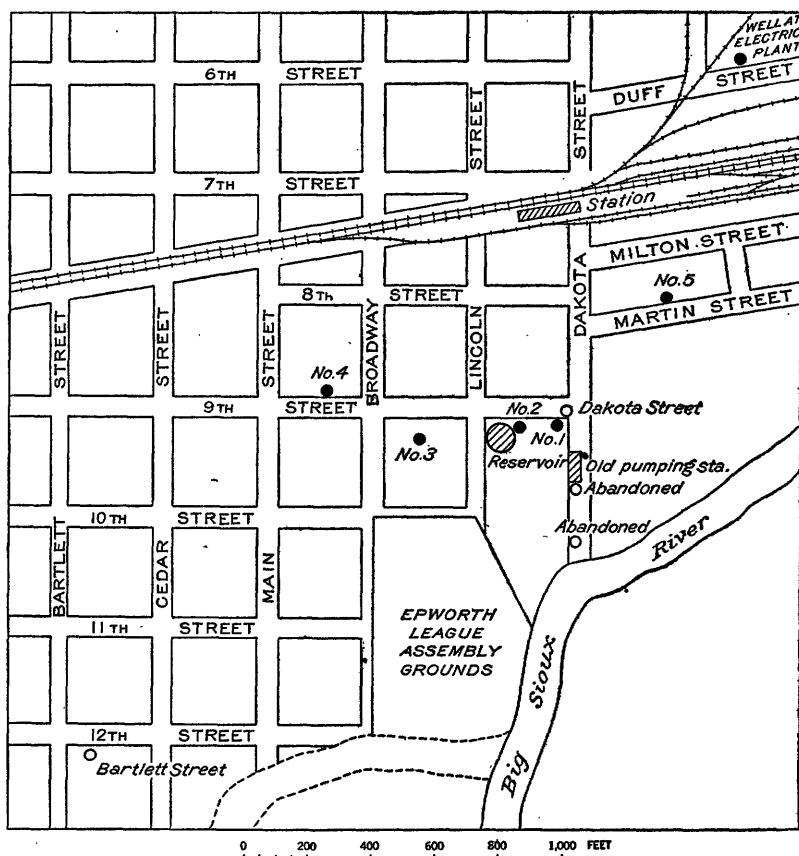 WELL AT
ELECTRIC
PLANT
6TH STREET
DUFF STREET
STREET
STREET
7TH STREET
Station
MILTON STREET
No.5
MARTIN STREET
8TH STREET
DAKOTA
LINCOLN
BROADWAY
STREET
STREET
STREET
No.4
9TH STREET
Dakota Street
No.2
No.1
No.3
Reservoir
Old pumping sta.
Abandoned
Abandoned
10TH STREET
BARTLETT
CEDAR
MAIN
River
11TH STREET
EPWORTH
LEAGUE
ASSEMBLY
GROUNDS
Big Sioux
12TH STREET
Bartlett Street
0 200 400 600 800 1,000 FEET